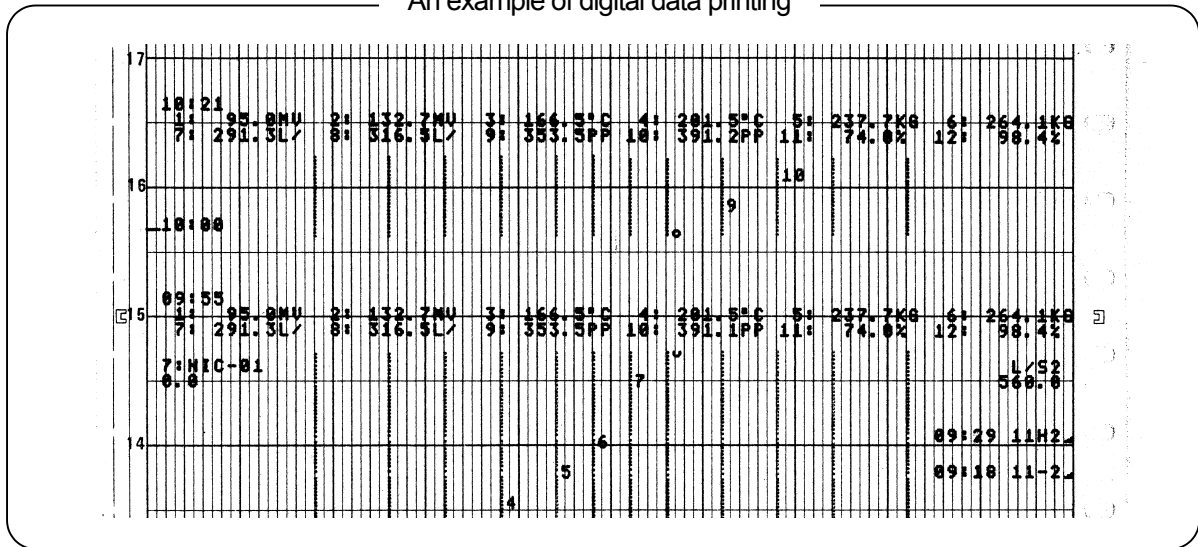 An example of digital data printing
17
10:21
1: 95.0MV 2: 132.7MV 3: 166.5°C 4: 201.5°C 5: 237.7KG 6: 264.1KG
7: 291.3L/ 8: 316.5L/ 9: 353.5PP 10: 391.2PP 11: 74.0% 12: 98.4%
10
16
9
10:00
09:55
15
1: 95.0MV 2: 132.7MV 3: 166.5°C 4: 201.5°C 5: 237.7KG 6: 264.1KG
7: 291.3L/ 8: 316.5L/ 9: 353.5PP 10: 391.1PP 11: 74.0% 12: 98.4%
7:NIC-01 L/S2
0.0 7 560.0
14 6 09:29 11H2
5 09:18 11-2
4